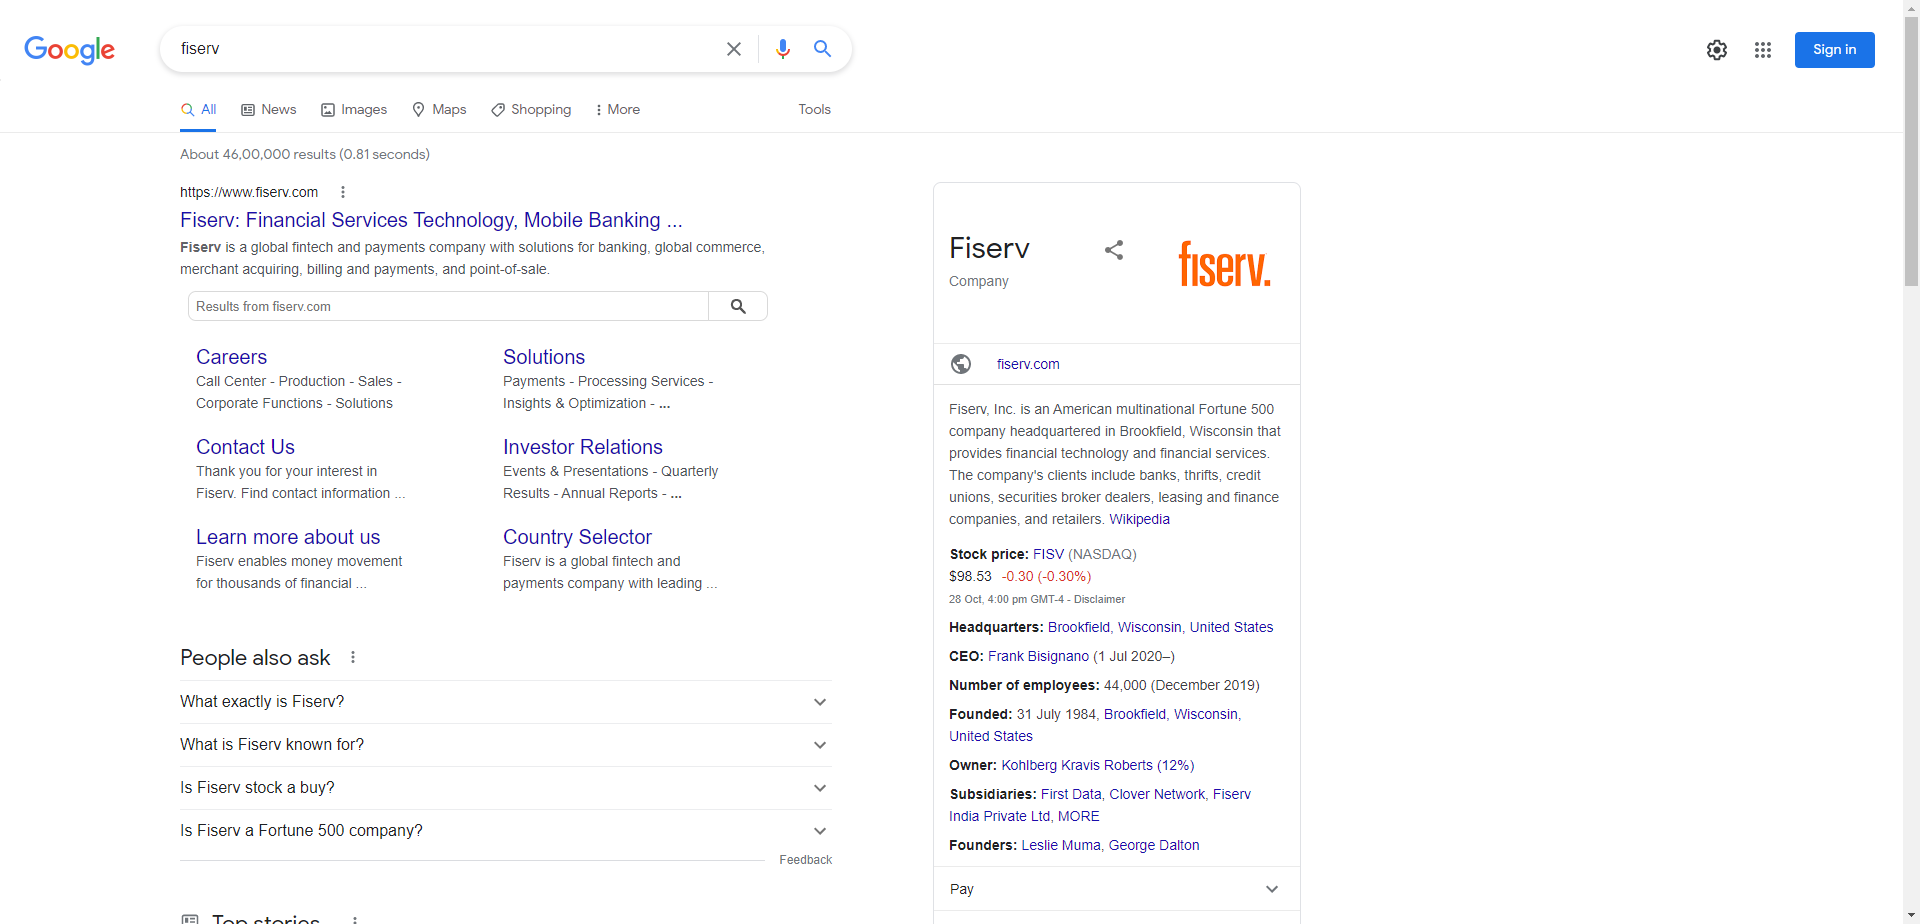 Google
fiserv
Sign in
All
News
Images
Maps
Shopping
More
Tools
About 46,00,000 results (0.81 seconds)
https://www.fiserv.com
Fiserv: Financial Services Technology, Mobile Banking ...
Fiserv is a global fintech and payments company with solutions for banking, global commerce,
merchant acquiring, billing and payments, and point-of-sale.
Results from fiserv.com
Careers
Call Center - Production - Sales -
Corporate Functions - Solutions
Solutions
Payments - Processing Services -
Insights & Optimization - ...
Contact Us
Thank you for your interest in
Fiserv. Find contact information ...
Investor Relations
Events & Presentations - Quarterly
Results - Annual Reports - ...
Learn more about us
Fiserv enables money movement
for thousands of financial ...
Country Selector
Fiserv is a global fintech and
payments company with leading ...
People also ask
What exactly is Fiserv?
What is Fiserv known for?
Is Fiserv stock a buy?
Is Fiserv a Fortune 500 company?
Feedback
Top stories
Fiserv
Company
fiserv.
fiserv.com
Fiserv, Inc. is an American multinational Fortune 500
company headquartered in Brookfield, Wisconsin that
provides financial technology and financial services.
The company's clients include banks, thrifts, credit
unions, securities broker dealers, leasing and finance
companies, and retailers. Wikipedia
Stock price: FISV (NASDAQ)
$98.53 -0.30 (-0.30%)
28 Oct, 4:00 pm GMT-4 - Disclaimer
Headquarters: Brookfield, Wisconsin, United States
CEO: Frank Bisignano (1 Jul 2020–)
Number of employees: 44,000 (December 2019)
Founded: 31 July 1984, Brookfield, Wisconsin,
United States
Owner: Kohlberg Kravis Roberts (12%)
Subsidiaries: First Data, Clover Network, Fiserv
India Private Ltd, MORE
Founders: Leslie Muma, George Dalton
Pay